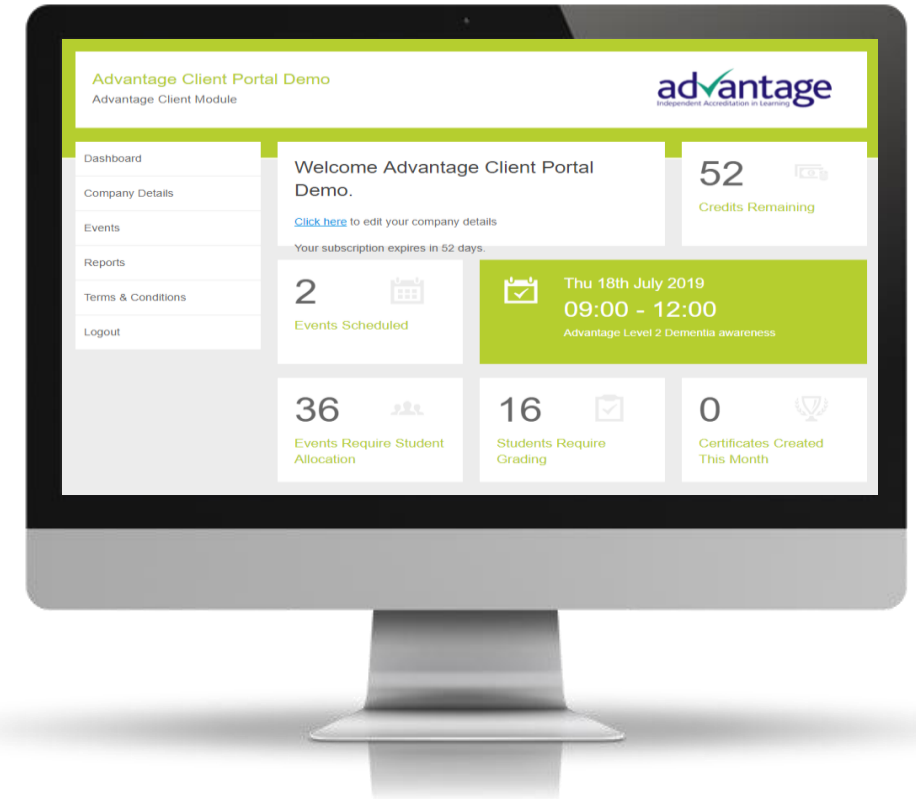 Advantage Client Portal Demo
Advantage Client Module
advantage
Independent Accreditation in Learning
Dashboard
Company Details
Events
Reports
Terms & Conditions
Logout
Welcome Advantage Client Portal
Demo.
Click here to edit your company details
Your subscription expires in 52 days.
52
Credits Remaining
2
Events Scheduled
Thu 18th July 2019
09:00 - 12:00
Advantage Level 2 Dementia awareness
36
Events Require Student
Allocation
16
Students Require
Grading
0
Certificates Created
This Month